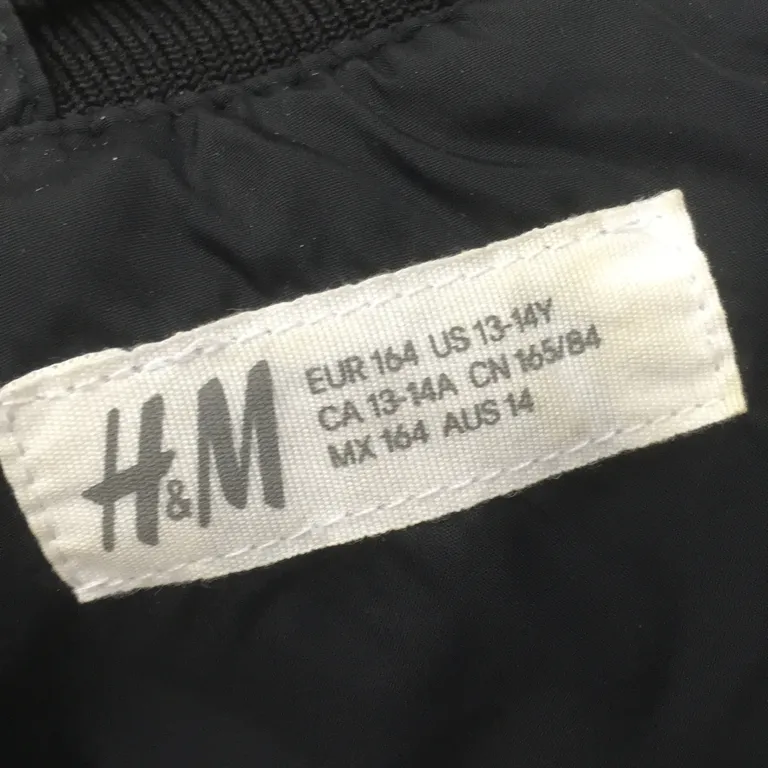 H&M
EUR 164 US 13-14Y
CA 13-14A CN 165/84
MX 164 AUS 14